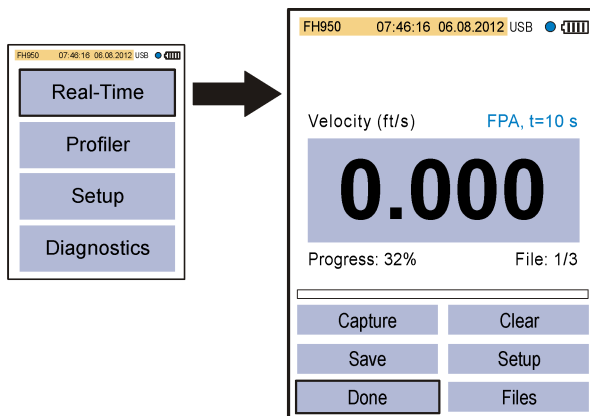 FH950 07:46:16 06.08.2012 USB
Real-Time
Profiler
Setup
Diagnostics
FH950 07:46:16 06.08.2012 USB
Velocity (ft/s) FPA, t=10 s
0.000
Progress: 32% File: 1/3
Capture Clear
Save Setup
Done Files